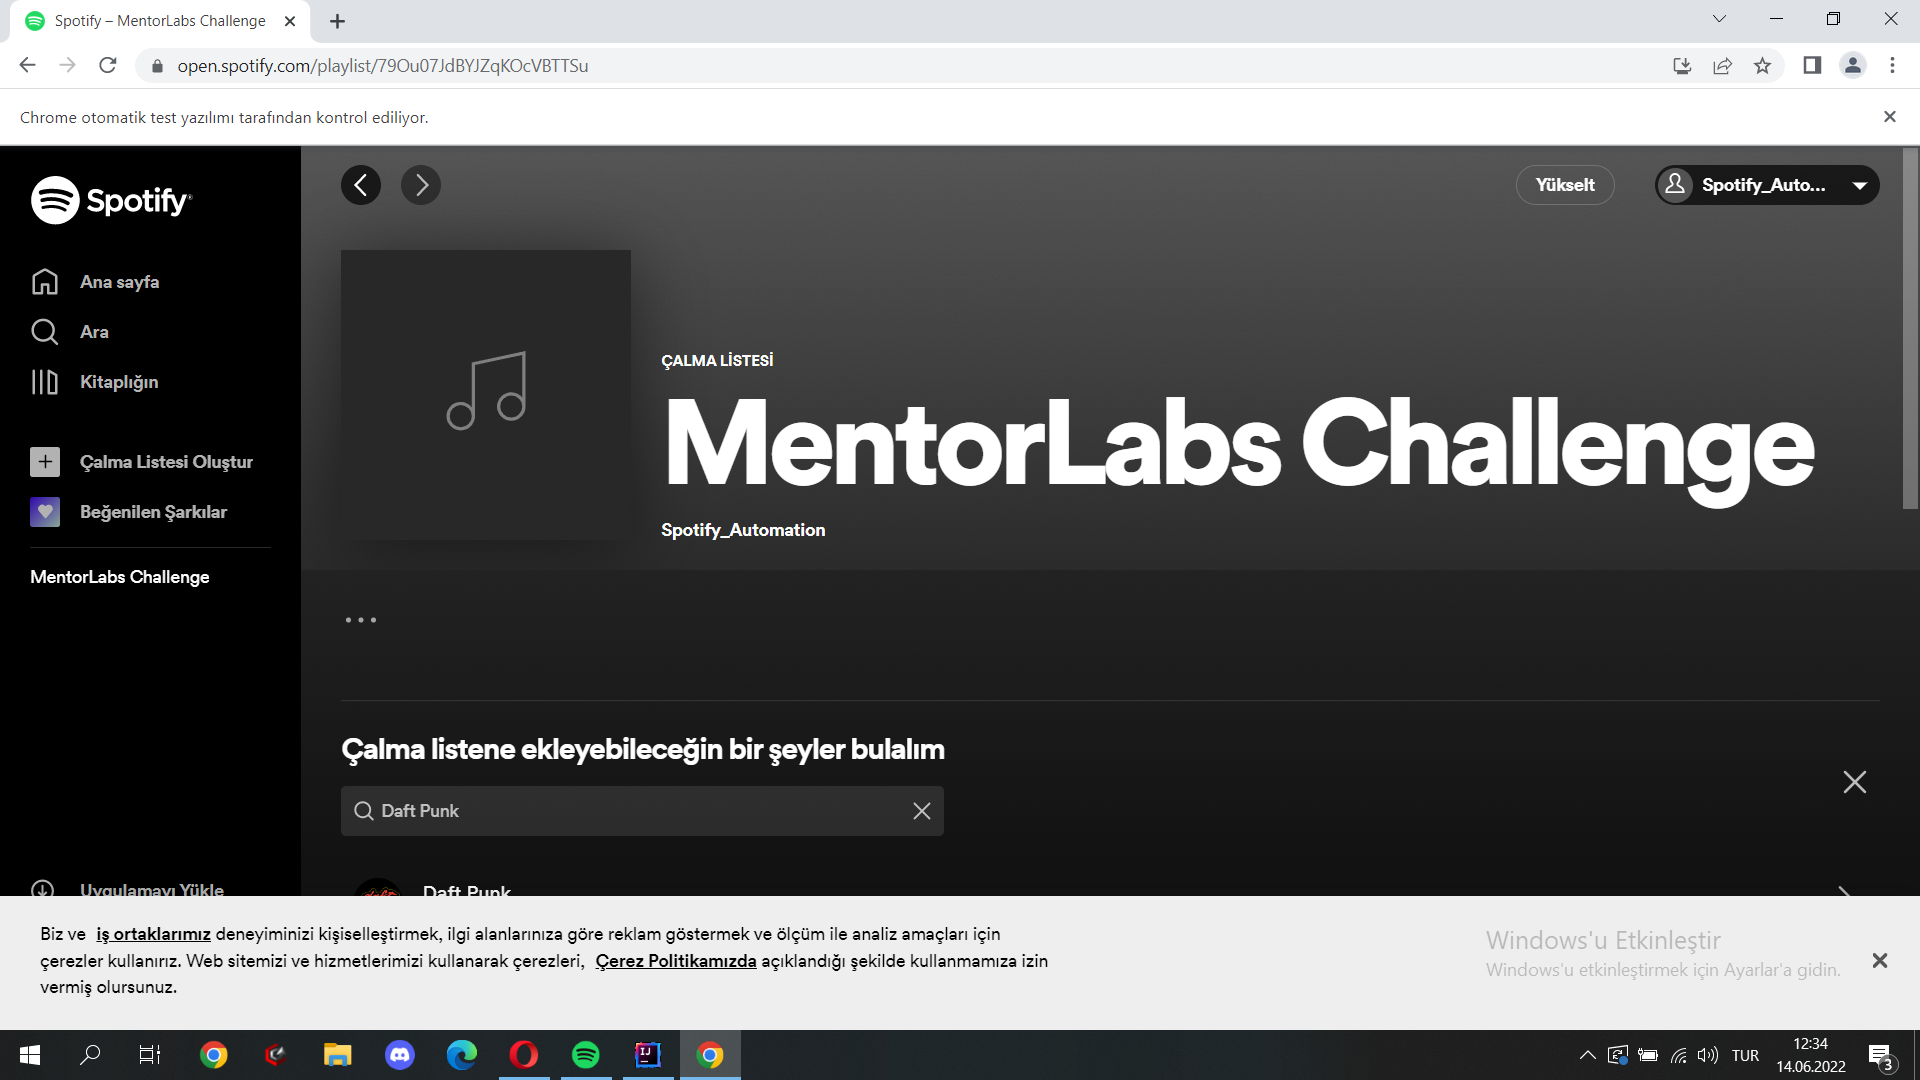 Spotify – MentorLabs Challenge
open.spotify.com/playlist/79Ou07JdBYJZqKOcVBTTSu
Chrome otomatik test yazılımı tarafından kontrol ediliyor.
Spotify
Yükselt
Spotify_Auto...
Ana sayfa
Ara
Kitaplığın
Çalma Listesi Oluştur
Beğenilen Şarkılar
MentorLabs Challenge
ÇALMA LİSTESİ
MentorLabs Challenge
Spotify_Automation
Çalma listene ekleyebileceğin bir şeyler bulalım
Daft Punk
Daft Punk
Uygulamayı Yükle
Biz ve iş ortaklarımız deneyiminizi kişiselleştirmek, ilgi alanlarınıza göre reklam göstermek ve ölçüm ile analiz amaçları için
çerezler kullanırız. Web sitemizi ve hizmetlerimizi kullanarak çerezleri, Çerez Politikamızda açıklandığı şekilde kullanmamıza izin
vermiş olursunuz.
Windows'u Etkinleştir
Windows'u etkinleştirmek için Ayarlar'a gidin.
IJ
TUR
12:34
14.06.2022
3